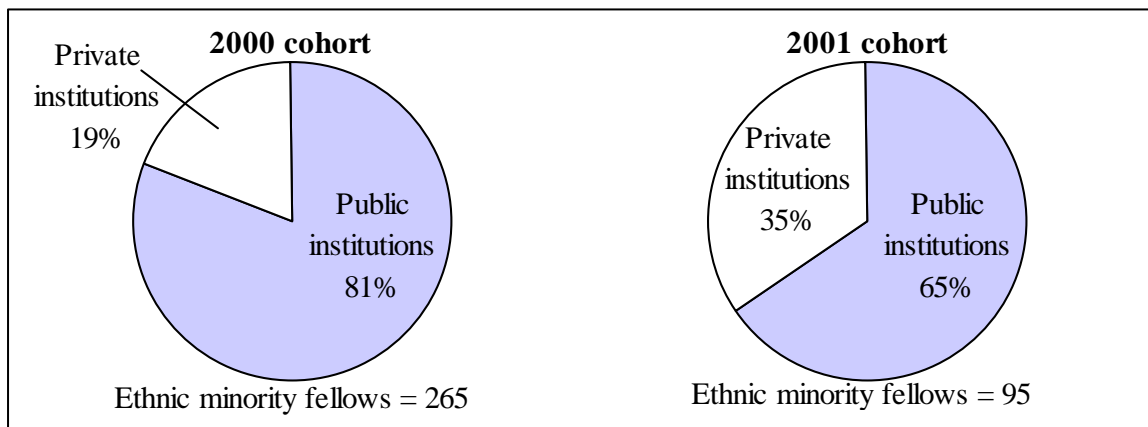 2000 cohort
Private
institutions
19%
Public
institutions
81%
Ethnic minority fellows = 265
2001 cohort
Private
institutions
35%
Public
institutions
65%
Ethnic minority fellows = 95